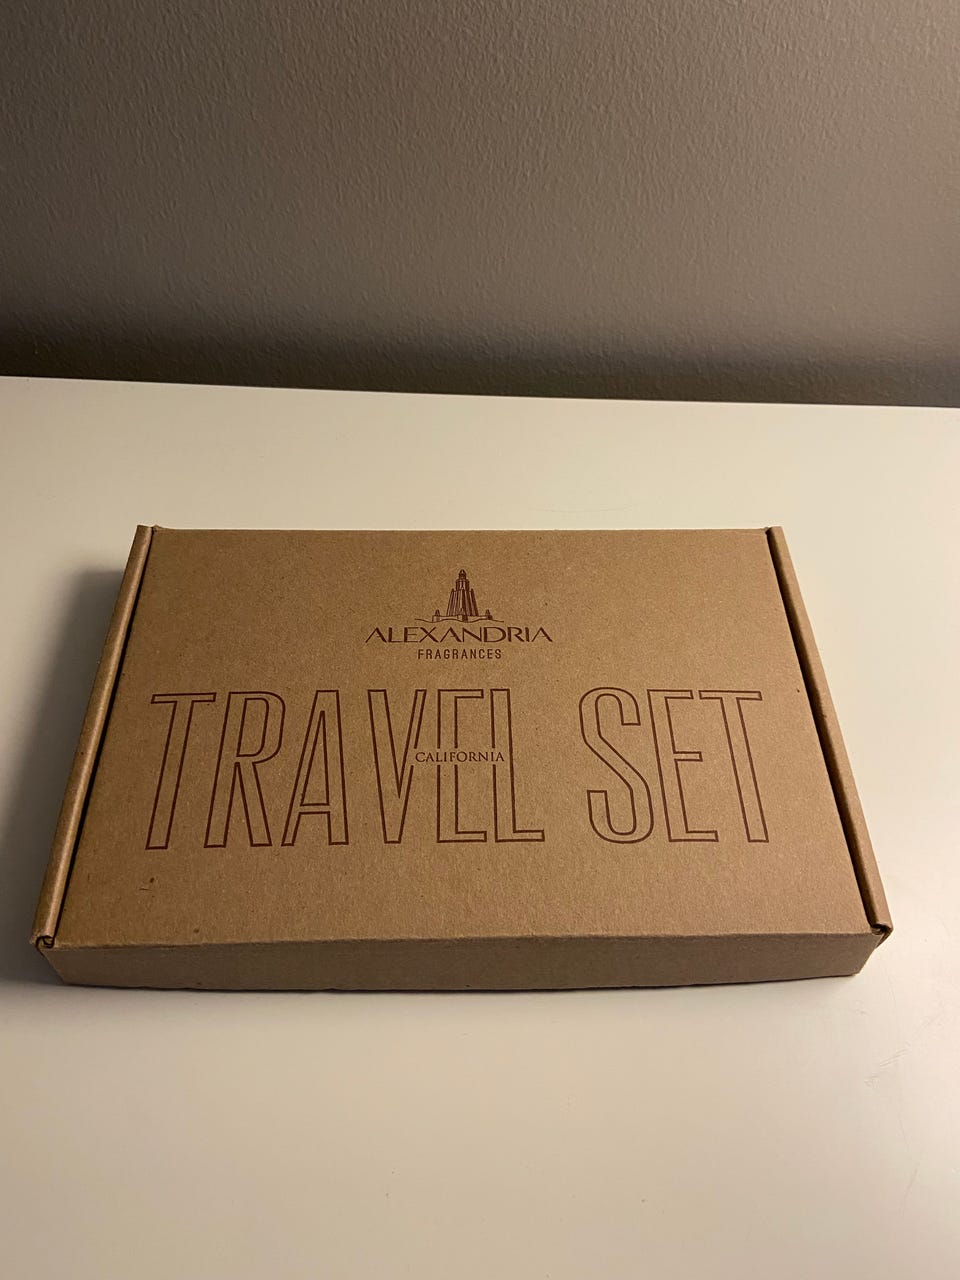 ALEXANDRIA
FRAGRANCES
TRAVEL SET
CALIFORNIA